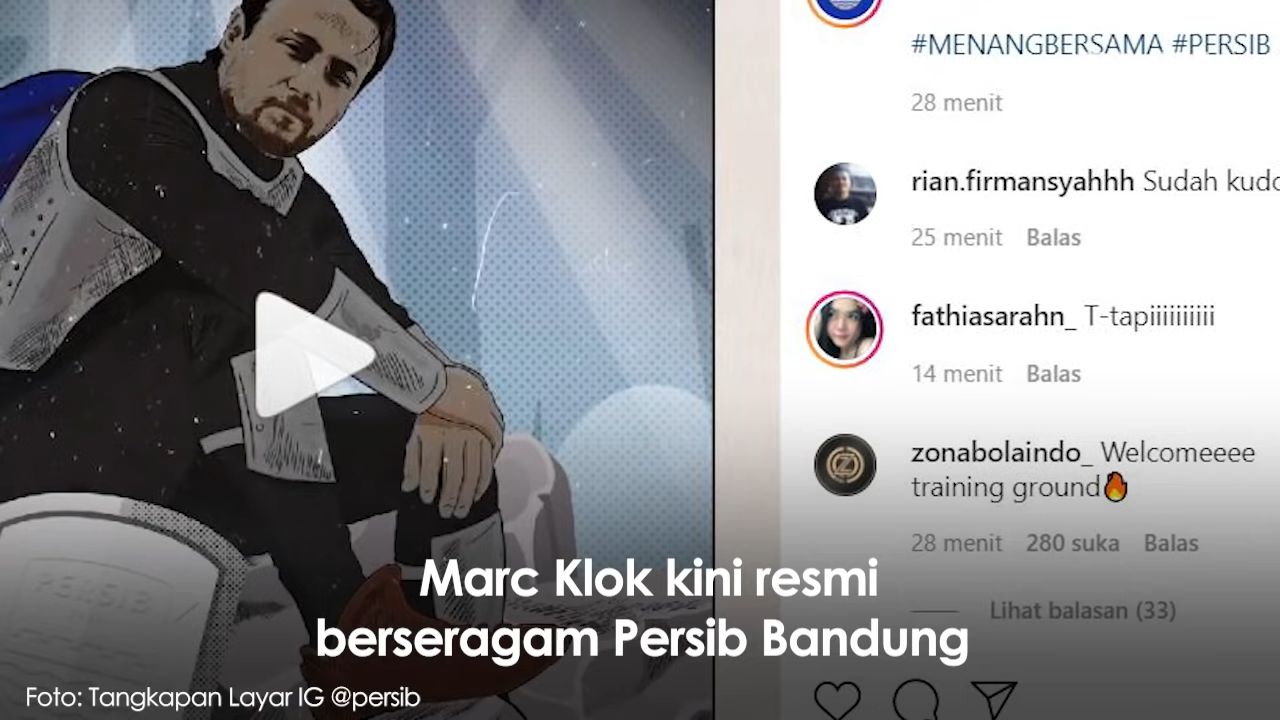 #MENANGBERSAMA #PERSIB
28 menit
rian.firmansyahhh Sudah
25 menit Balas
fathiasarahn_ T-tapiiiiiiiiii
14 menit Balas
zonabolaindo_ Welcomeeee
training ground🔥
28 menit 280 suka Balas
Lihat balasan (33)
PERSIB
Marc Klok kini resmi
berseragam Persib Bandung
Foto: Tangkapan Layar IG @persib